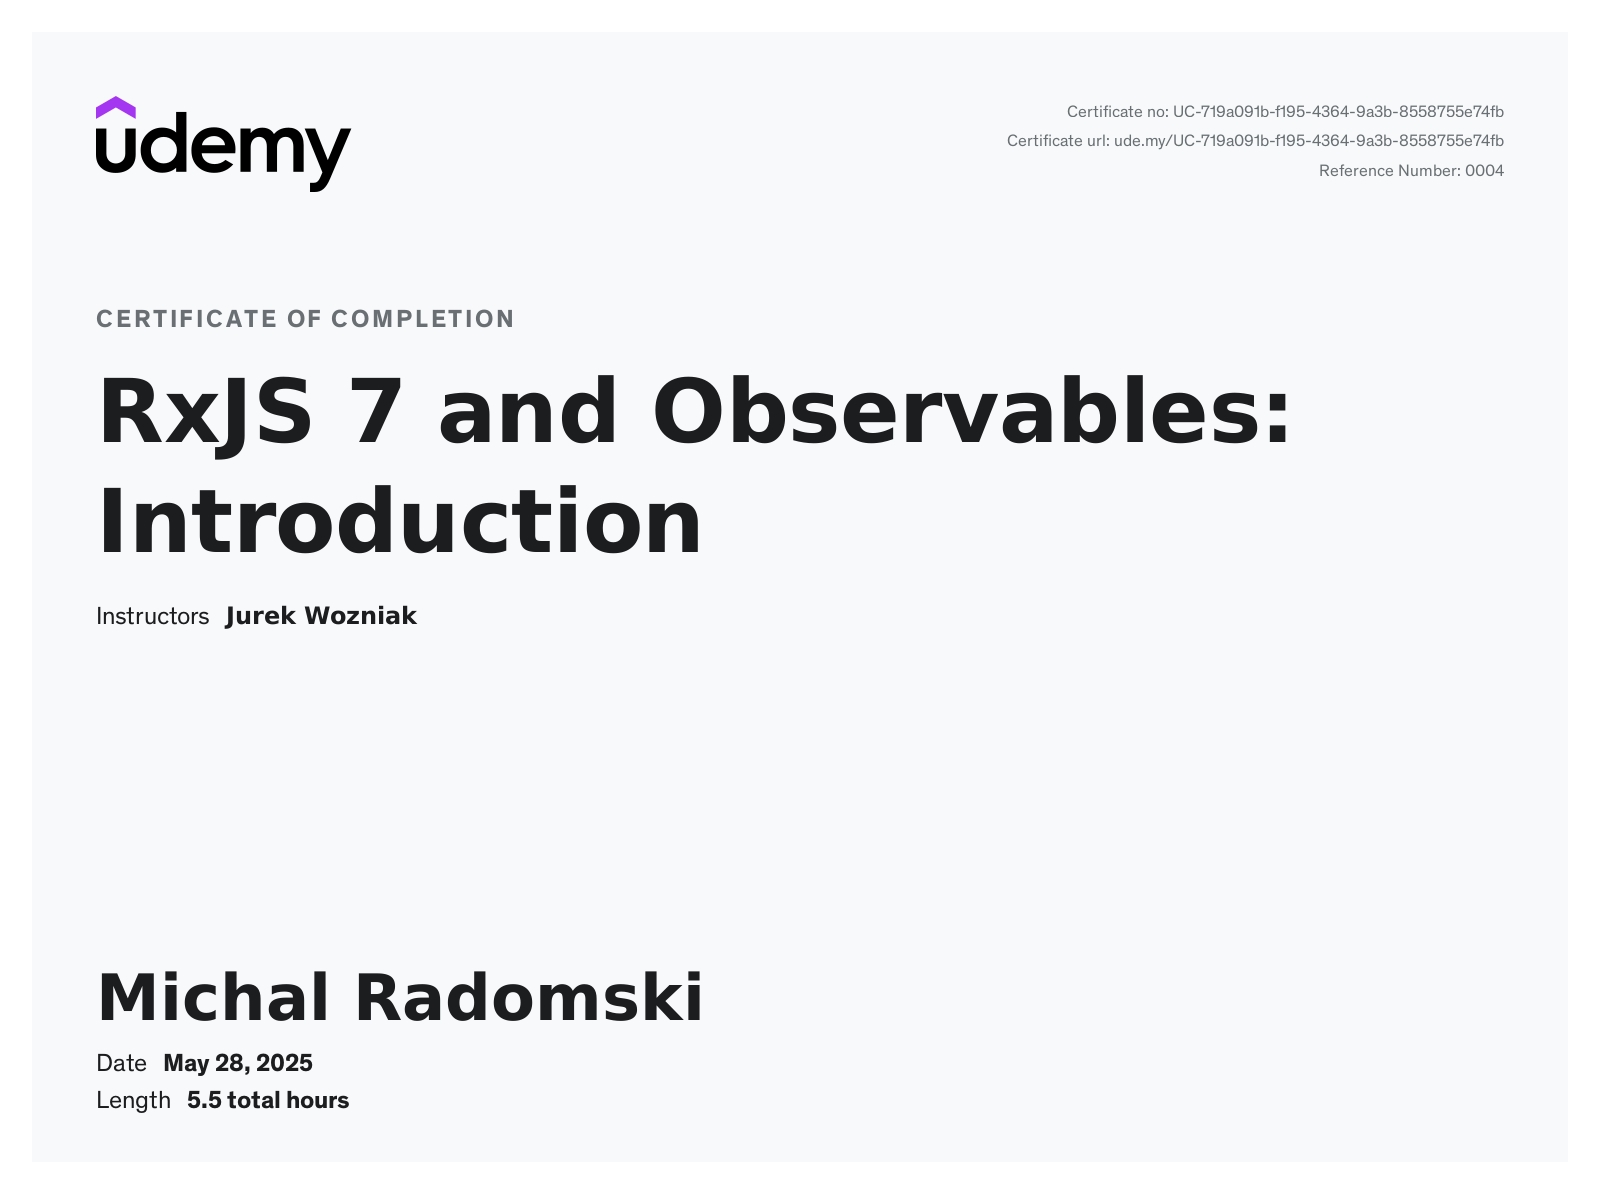 udemy
Certificate no: UC-719a091b-f195-4364-9a3b-8558755e74fb
Certificate url: ude.my/UC-719a091b-f195-4364-9a3b-8558755e74fb
Reference Number: 0004
CERTIFICATE OF COMPLETION
RxJS 7 and Observables:
Introduction
Instructors Jurek Wozniak
Michal Radomski
Date May 28, 2025
Length 5.5 total hours